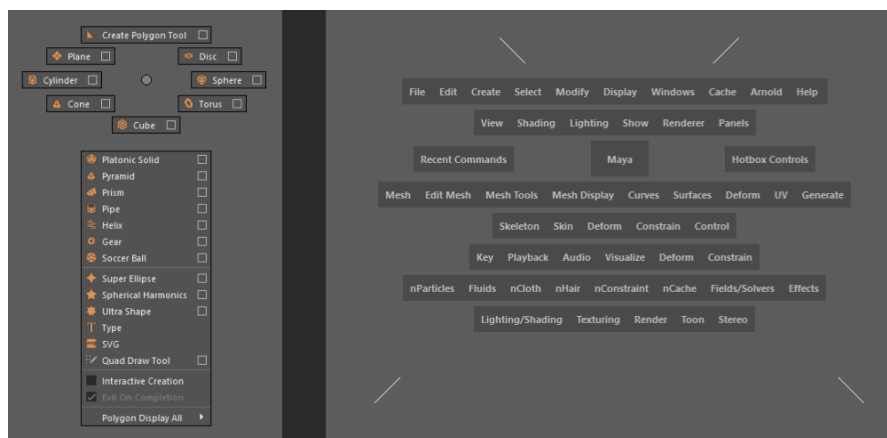 Create Polygon Tool
Plane Disc
Cylinder Sphere
Cone Torus
Cube
Platonic Solid
Pyramid
Prism
Pipe
Helix
Gear
Soccer Ball
Super Ellipse
Spherical Harmonics
Ultra Shape
Type
SVG
Quad Draw Tool
Interactive Creation
Exit On Completion
Polygon Display All
File Edit Create Select Modify Display Windows Cache Arnold Help
View Shading Lighting Show Renderer Panels
Recent Commands Maya Hotbox Controls
Mesh Edit Mesh Mesh Tools Mesh Display Curves Surfaces Deform UV Generate
Skeleton Skin Deform Constrain Control
Key Playback Audio Visualize Deform Constrain
nParticles Fluids nCloth nHair nConstraint nCache Fields/Solvers Effects
Lighting/Shading Texturing Render Toon Stereo